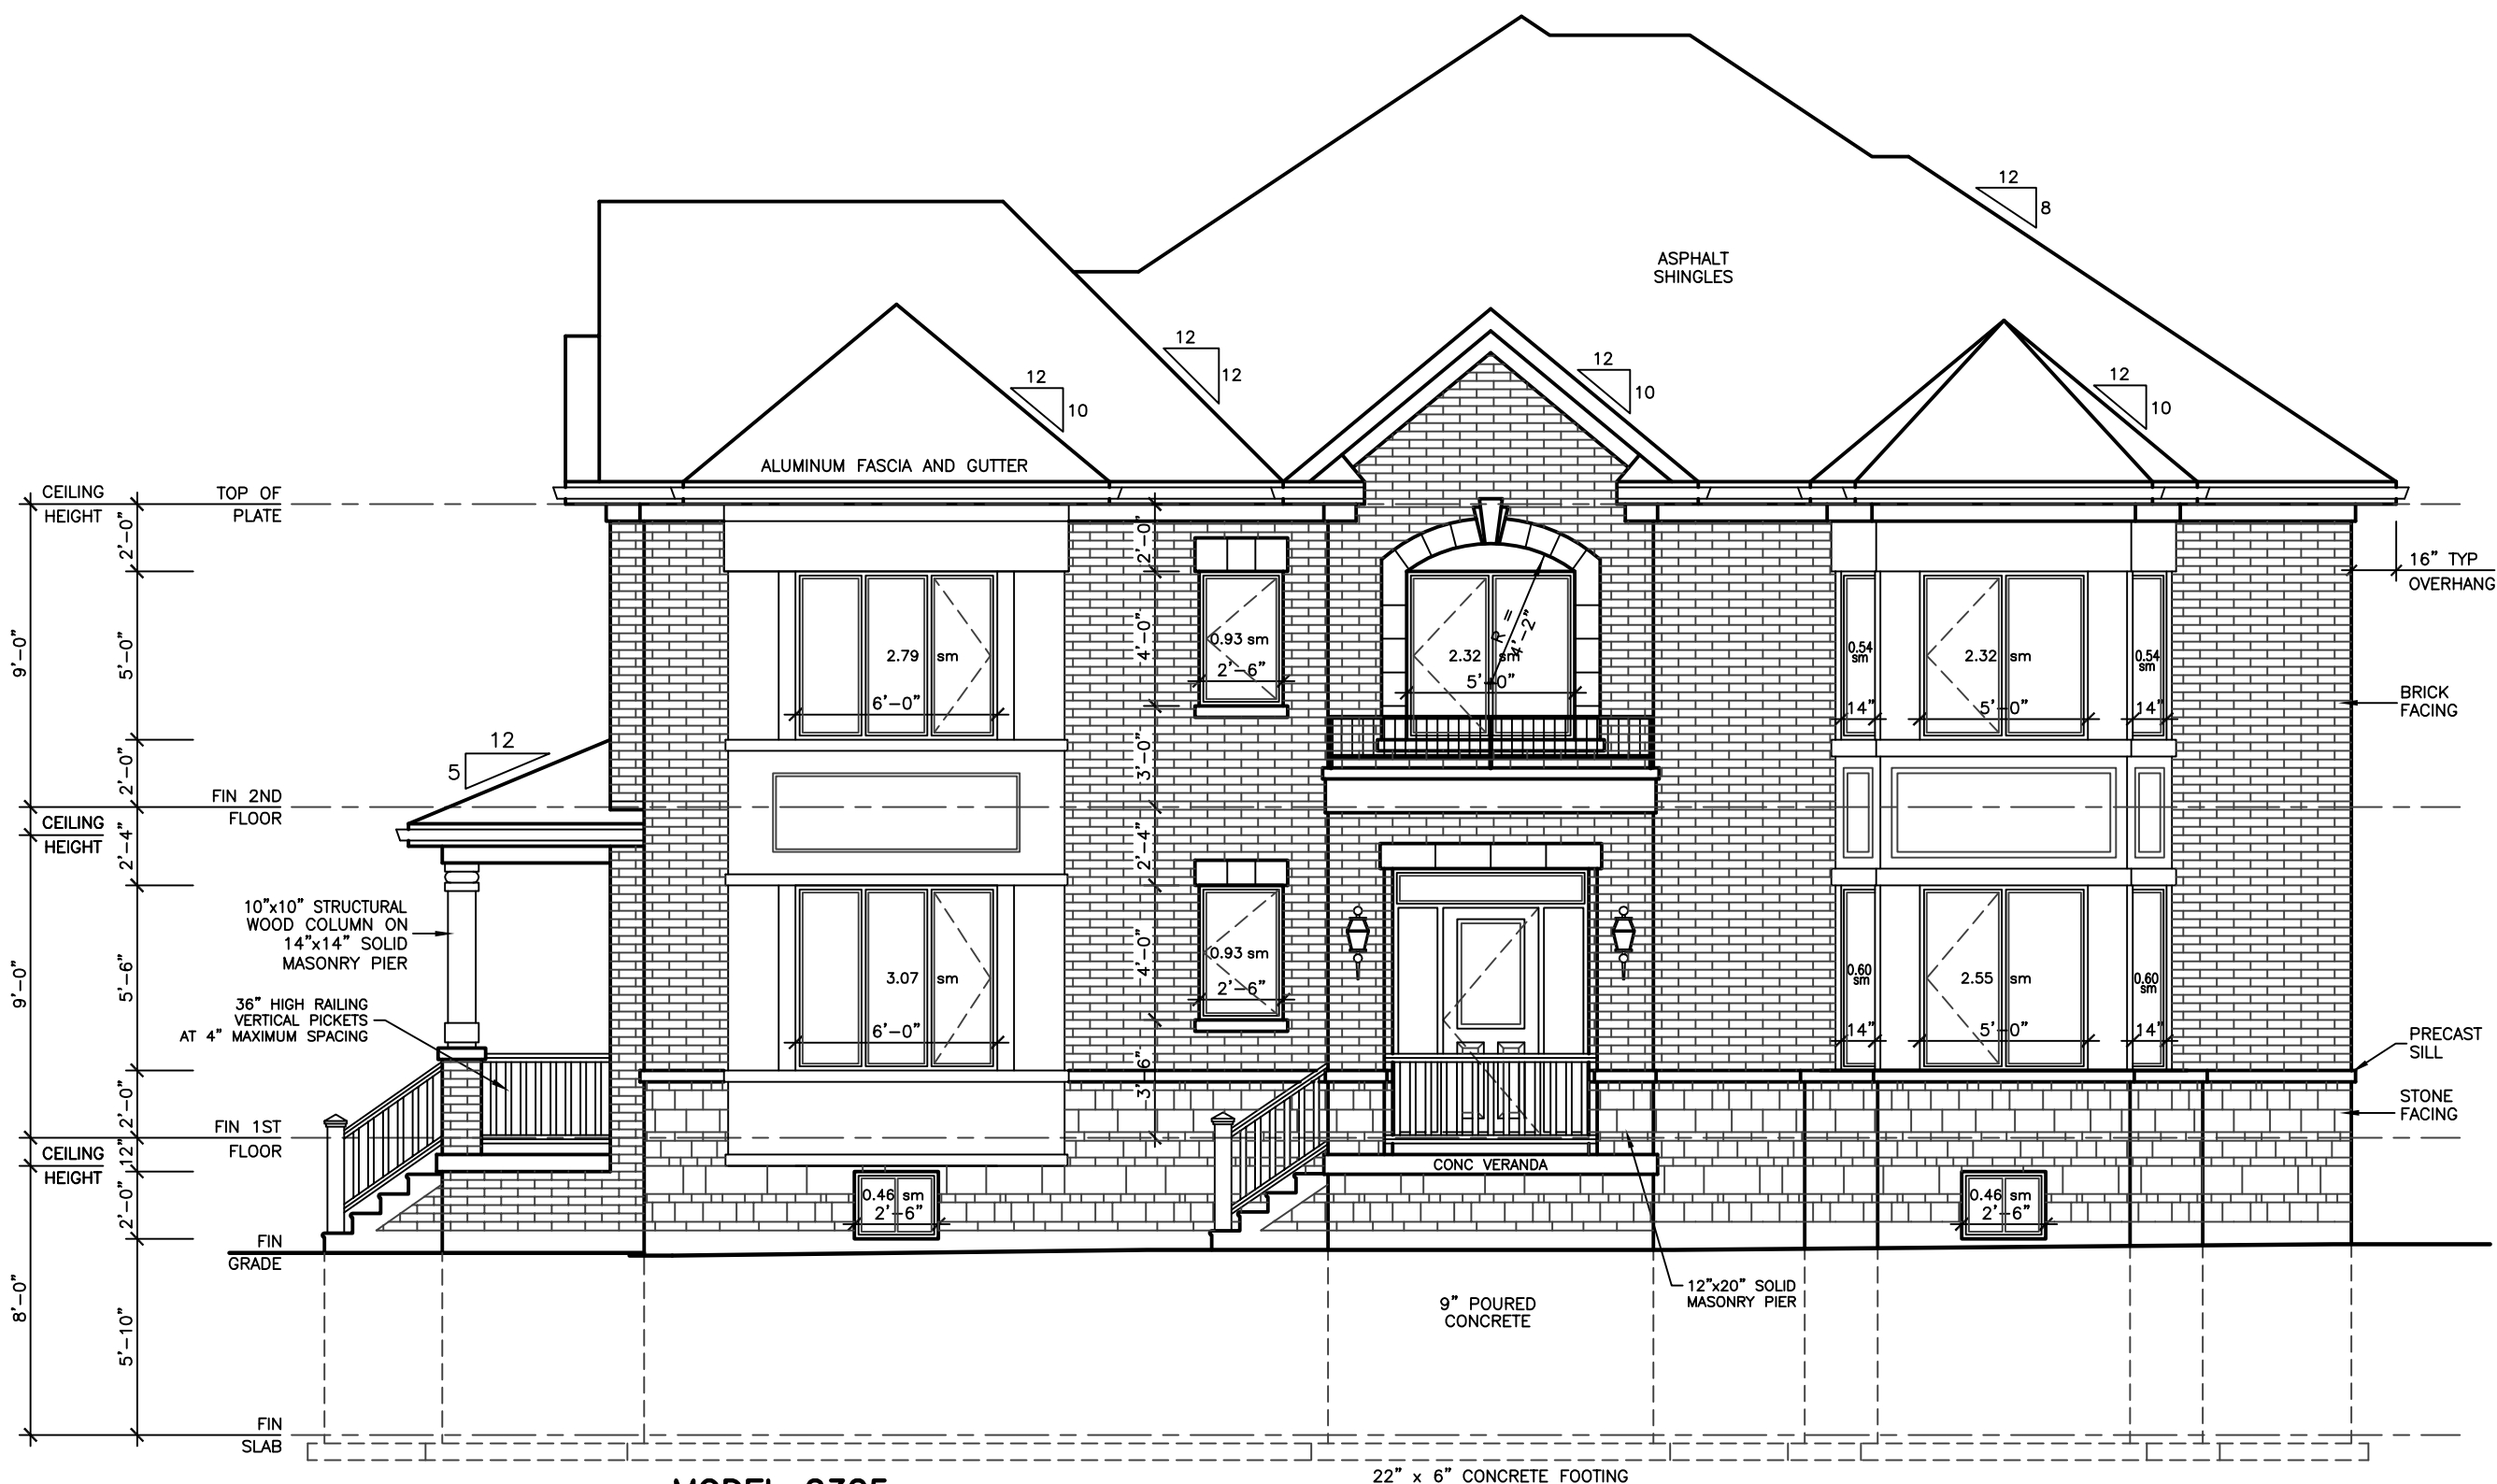 12
8
ASPHALT
SHINGLES
12
12
12
10
12
10
12
10
ALUMINUM FASCIA AND GUTTER
CEILING
HEIGHT
TOP OF
PLATE
2'-0"
2'-0"
16" TYP
OVERHANG
9'-0"
5'-0"
4'-0"
2.79 sm
6'-0"
0.93 sm
2'-6"
R =
4'-2"
2.32 sm
5'-0"
0.54
sm
14"
2.32 sm
5'-0"
0.54
sm
14"
BRICK
FACING
12
5
2'-0"
3'-0"
FIN 2ND
FLOOR
CEILING
HEIGHT
2'-4"
2'-4"
10"x10" STRUCTURAL
WOOD COLUMN ON
14"x14" SOLID
MASONRY PIER
9'-0"
5'-6"
4'-0"
3.07 sm
6'-0"
0.93 sm
2'-6"
0.60
sm
14"
2.55 sm
5'-0"
0.60
sm
14"
36" HIGH RAILING
VERTICAL PICKETS
AT 4" MAXIMUM SPACING
PRECAST
SILL
2'-0"
3'-6"
STONE
FACING
FIN 1ST
FLOOR
CEILING
HEIGHT
12"
CONC VERANDA
2'-0"
0.46 sm
2'-6"
0.46 sm
2'-6"
FIN
GRADE
12"x20" SOLID
MASONRY PIER
9" POURED
CONCRETE
8'-0"
5'-10"
FIN
SLAB
22" x 6" CONCRETE FOOTING